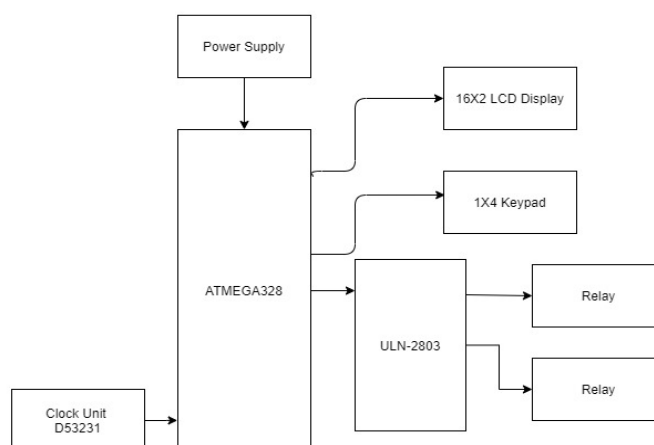 Power Supply
16X2 LCD Display
1X4 Keypad
ATMEGA328
Relay
ULN-2803
Relay
Clock Unit
D53231